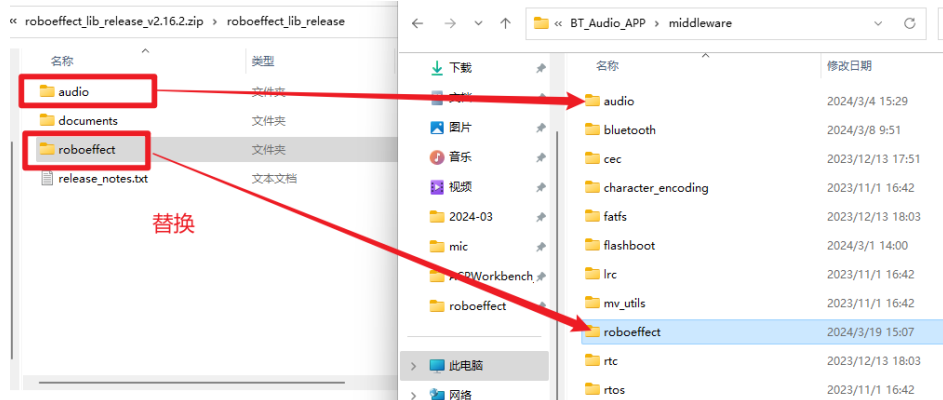 « roboeffect_lib_release_v2.16.2.zip › roboeffect_lib_release
名称 类型
audio 文件夹
documents 文件夹
roboeffect 文件夹
release_notes.txt 文本文档
替换
« BT_Audio_APP › middleware
下载
文档
图片
音乐
视频
2024-03
mic
roboeffect
此电脑
网络
名称 修改日期
audio 2024/3/4 15:29
bluetooth 2024/3/8 9:51
cec 2023/12/13 17:51
character_encoding 2023/11/1 16:42
fatfs 2023/12/13 18:03
flashboot 2024/3/1 14:00
lrc 2023/11/1 16:42
mv_utils 2023/11/1 16:42
roboeffect 2024/3/19 15:07
rtc 2023/12/13 18:03
rtos 2023/11/1 16:42